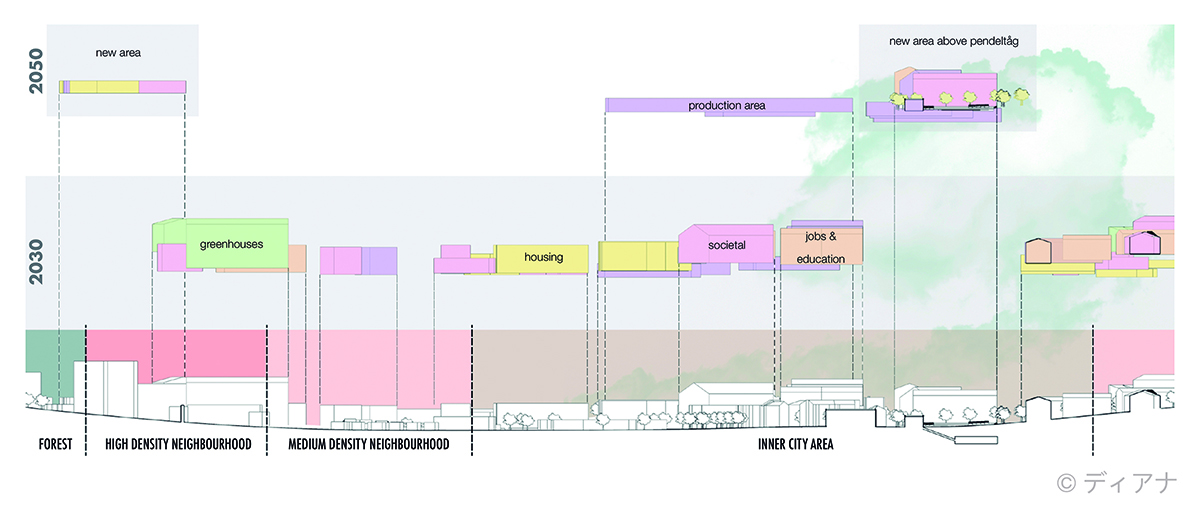 2050
new area
new area above pendeltåg
production area
2030
greenhouses
housing
societal
jobs &
education
FOREST
HIGH DENSITY NEIGHBOURHOOD
MEDIUM DENSITY NEIGHBOURHOOD
INNER CITY AREA
© ディアナ